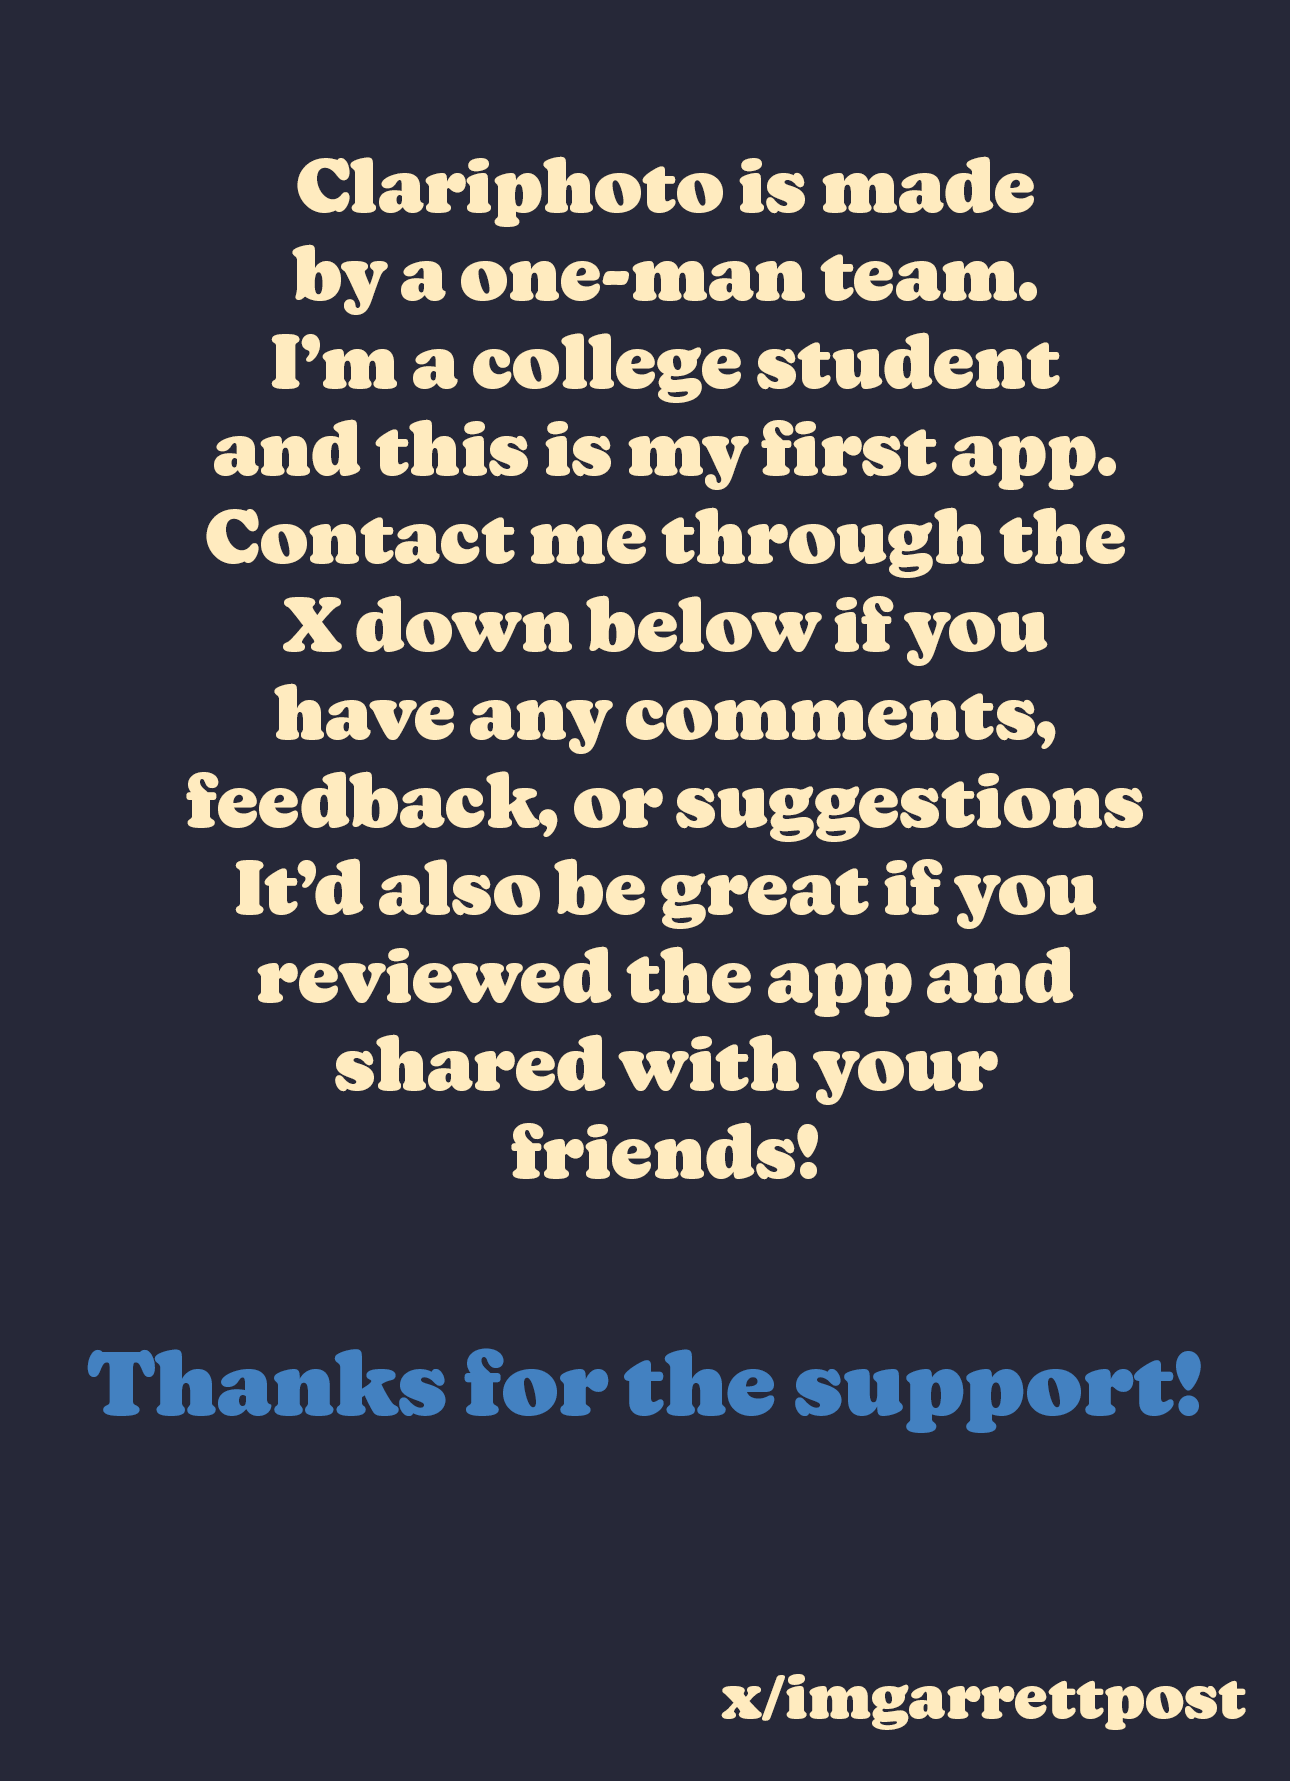 Clariphoto is made
by a one-man team.
I’m a college student
and this is my first app.
Contact me through the
X down below if you
have any comments,
feedback, or suggestions
It’d also be great if you
reviewed the app and
shared with your
friends!
Thanks for the support!
x/imgarrettpost